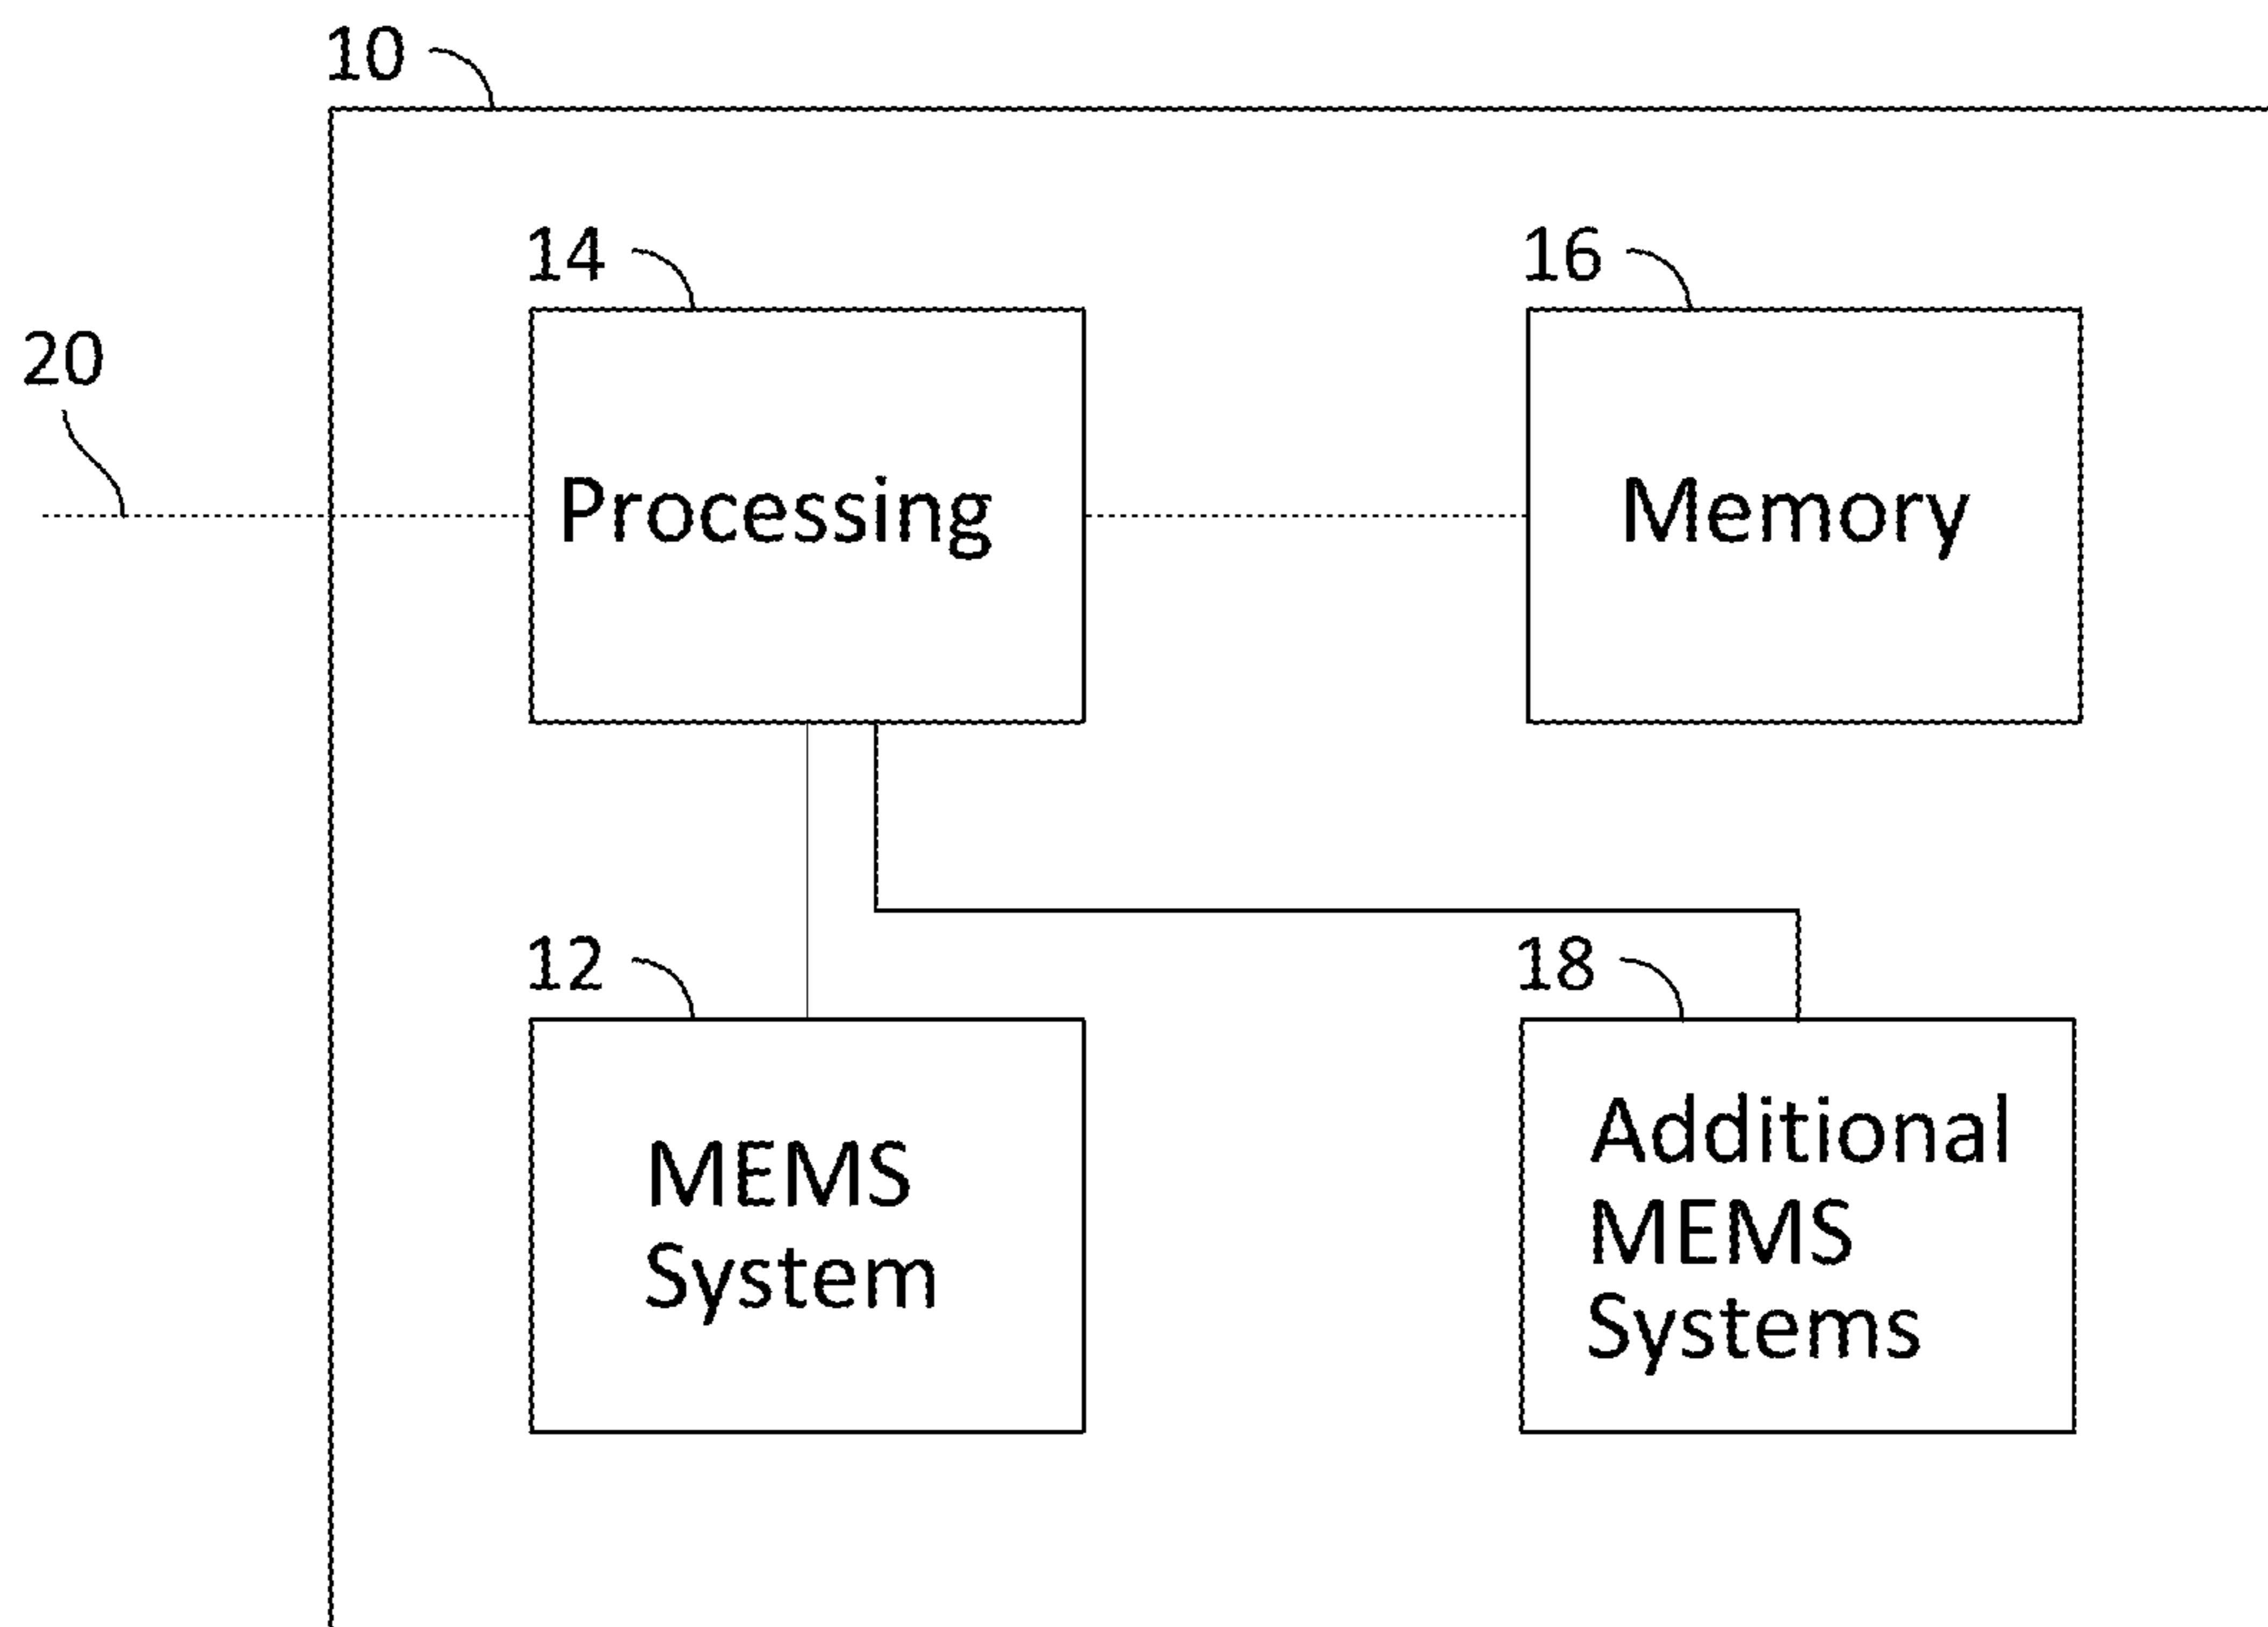 10
14
16
20
Processing
Memory
12
18
MEMS
System
Additional
MEMS
Systems